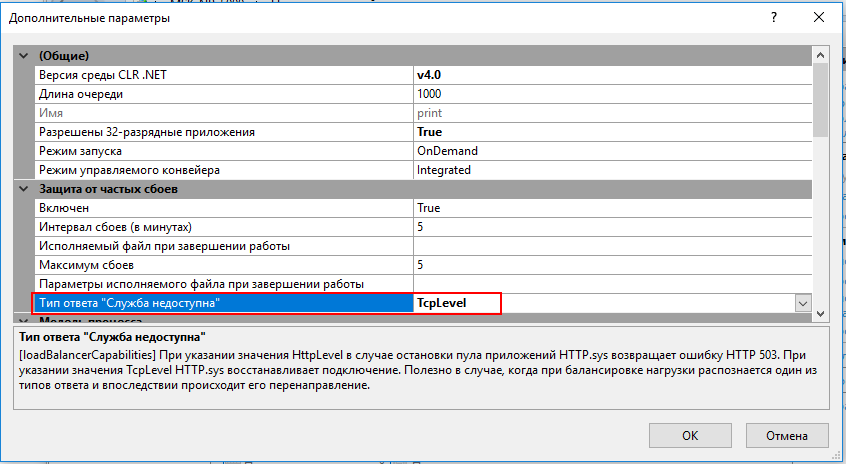 Дополнительные параметры
(Общие)
Версия среды CLR .NET v4.0
Длина очереди 1000
Имя print
Разрешены 32-разрядные приложения True
Режим запуска OnDemand
Режим управляемого конвейера Integrated
Защита от частых сбоев
Включен True
Интервал сбоев (в минутах) 5
Исполняемый файл при завершении работы
Максимум сбоев 5
Параметры исполняемого файла при завершении работы
Тип ответа "Служба недоступна" TcpLevel
Модель процесса
Тип ответа "Служба недоступна"
[loadBalancerCapabilities] При указании значения HttpLevel в случае остановки пула приложений HTTP.sys возвращает ошибку HTTP 503. При
указании значения TcpLevel HTTP.sys восстанавливает подключение. Полезно в случае, когда при балансировке нагрузки распознается один из
типов ответа и впоследствии происходит его перенаправление.
ОК
Отмена